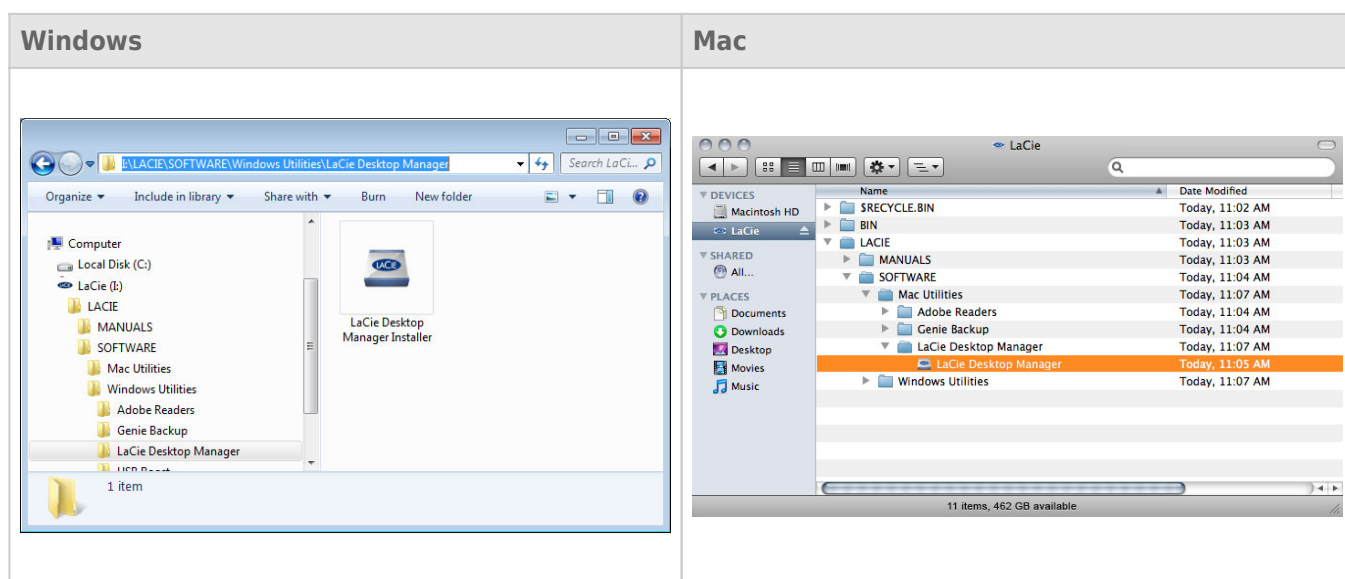 Windows
Mac
I:\LACIE\SOFTWARE\Windows Utilities\LaCie Desktop Manager
Search LaCi...
Organize
Include in library
Share with
Burn
New folder
Computer
Local Disk (C:)
LaCie (I:)
LACIE
MANUALS
SOFTWARE
Mac Utilities
Windows Utilities
Adobe Readers
Genie Backup
LaCie Desktop Manager
LACIE
LaCie Desktop
Manager Installer
1 item
LaCie
DEVICES
Macintosh HD
LaCie
SHARED
All...
PLACES
Documents
Downloads
Desktop
Movies
Music
Name Date Modified
$RECYCLE.BIN Today, 11:02 AM
BIN Today, 11:03 AM
LACIE Today, 11:03 AM
MANUALS Today, 11:03 AM
SOFTWARE Today, 11:04 AM
Mac Utilities Today, 11:07 AM
Adobe Readers Today, 11:04 AM
Genie Backup Today, 11:04 AM
LaCie Desktop Manager Today, 11:07 AM
LaCie Desktop Manager Today, 11:05 AM
Windows Utilities Today, 11:07 AM
11 items, 462 GB available